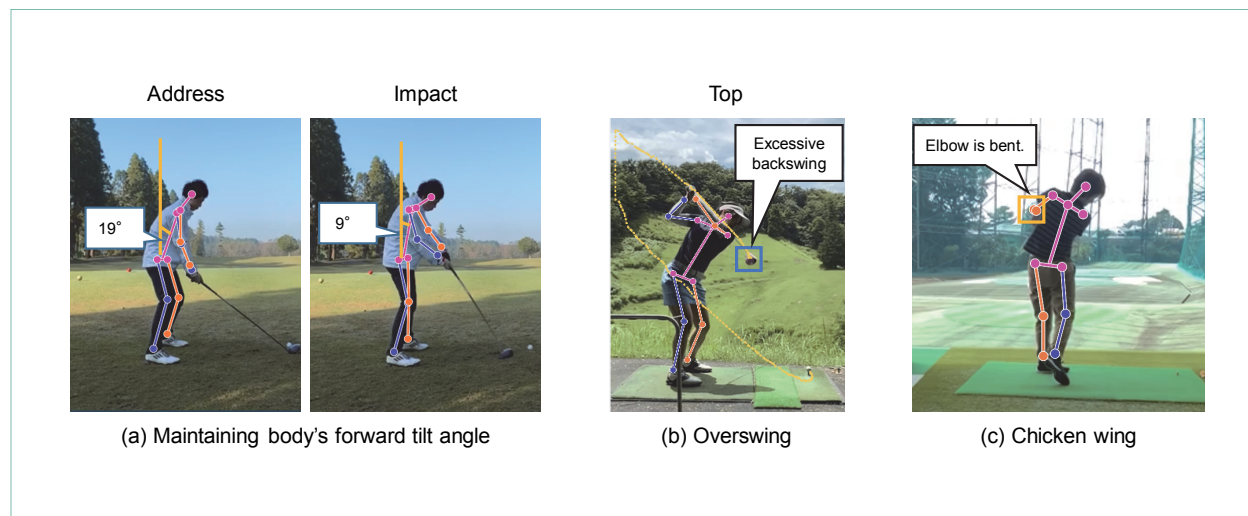 Address
Impact
Top
19°
9°
Excessive
backswing
Elbow is bent.
(a) Maintaining body's forward tilt angle
(b) Overswing
(c) Chicken wing